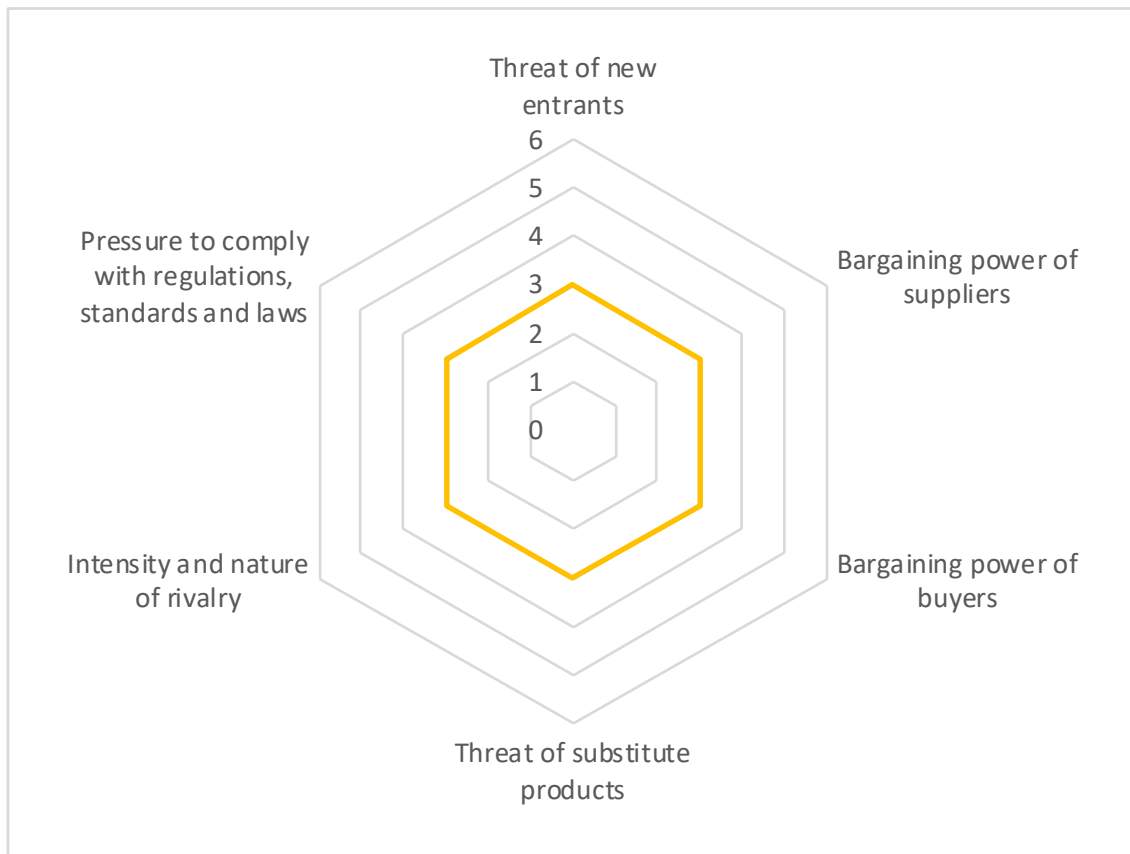 Threat of new
entrants
6
5
4
3
2
1
0
Pressure to comply
with regulations,
standards and laws
Bargaining power of
suppliers
Intensity and nature
of rivalry
Bargaining power of
buyers
Threat of substitute
products